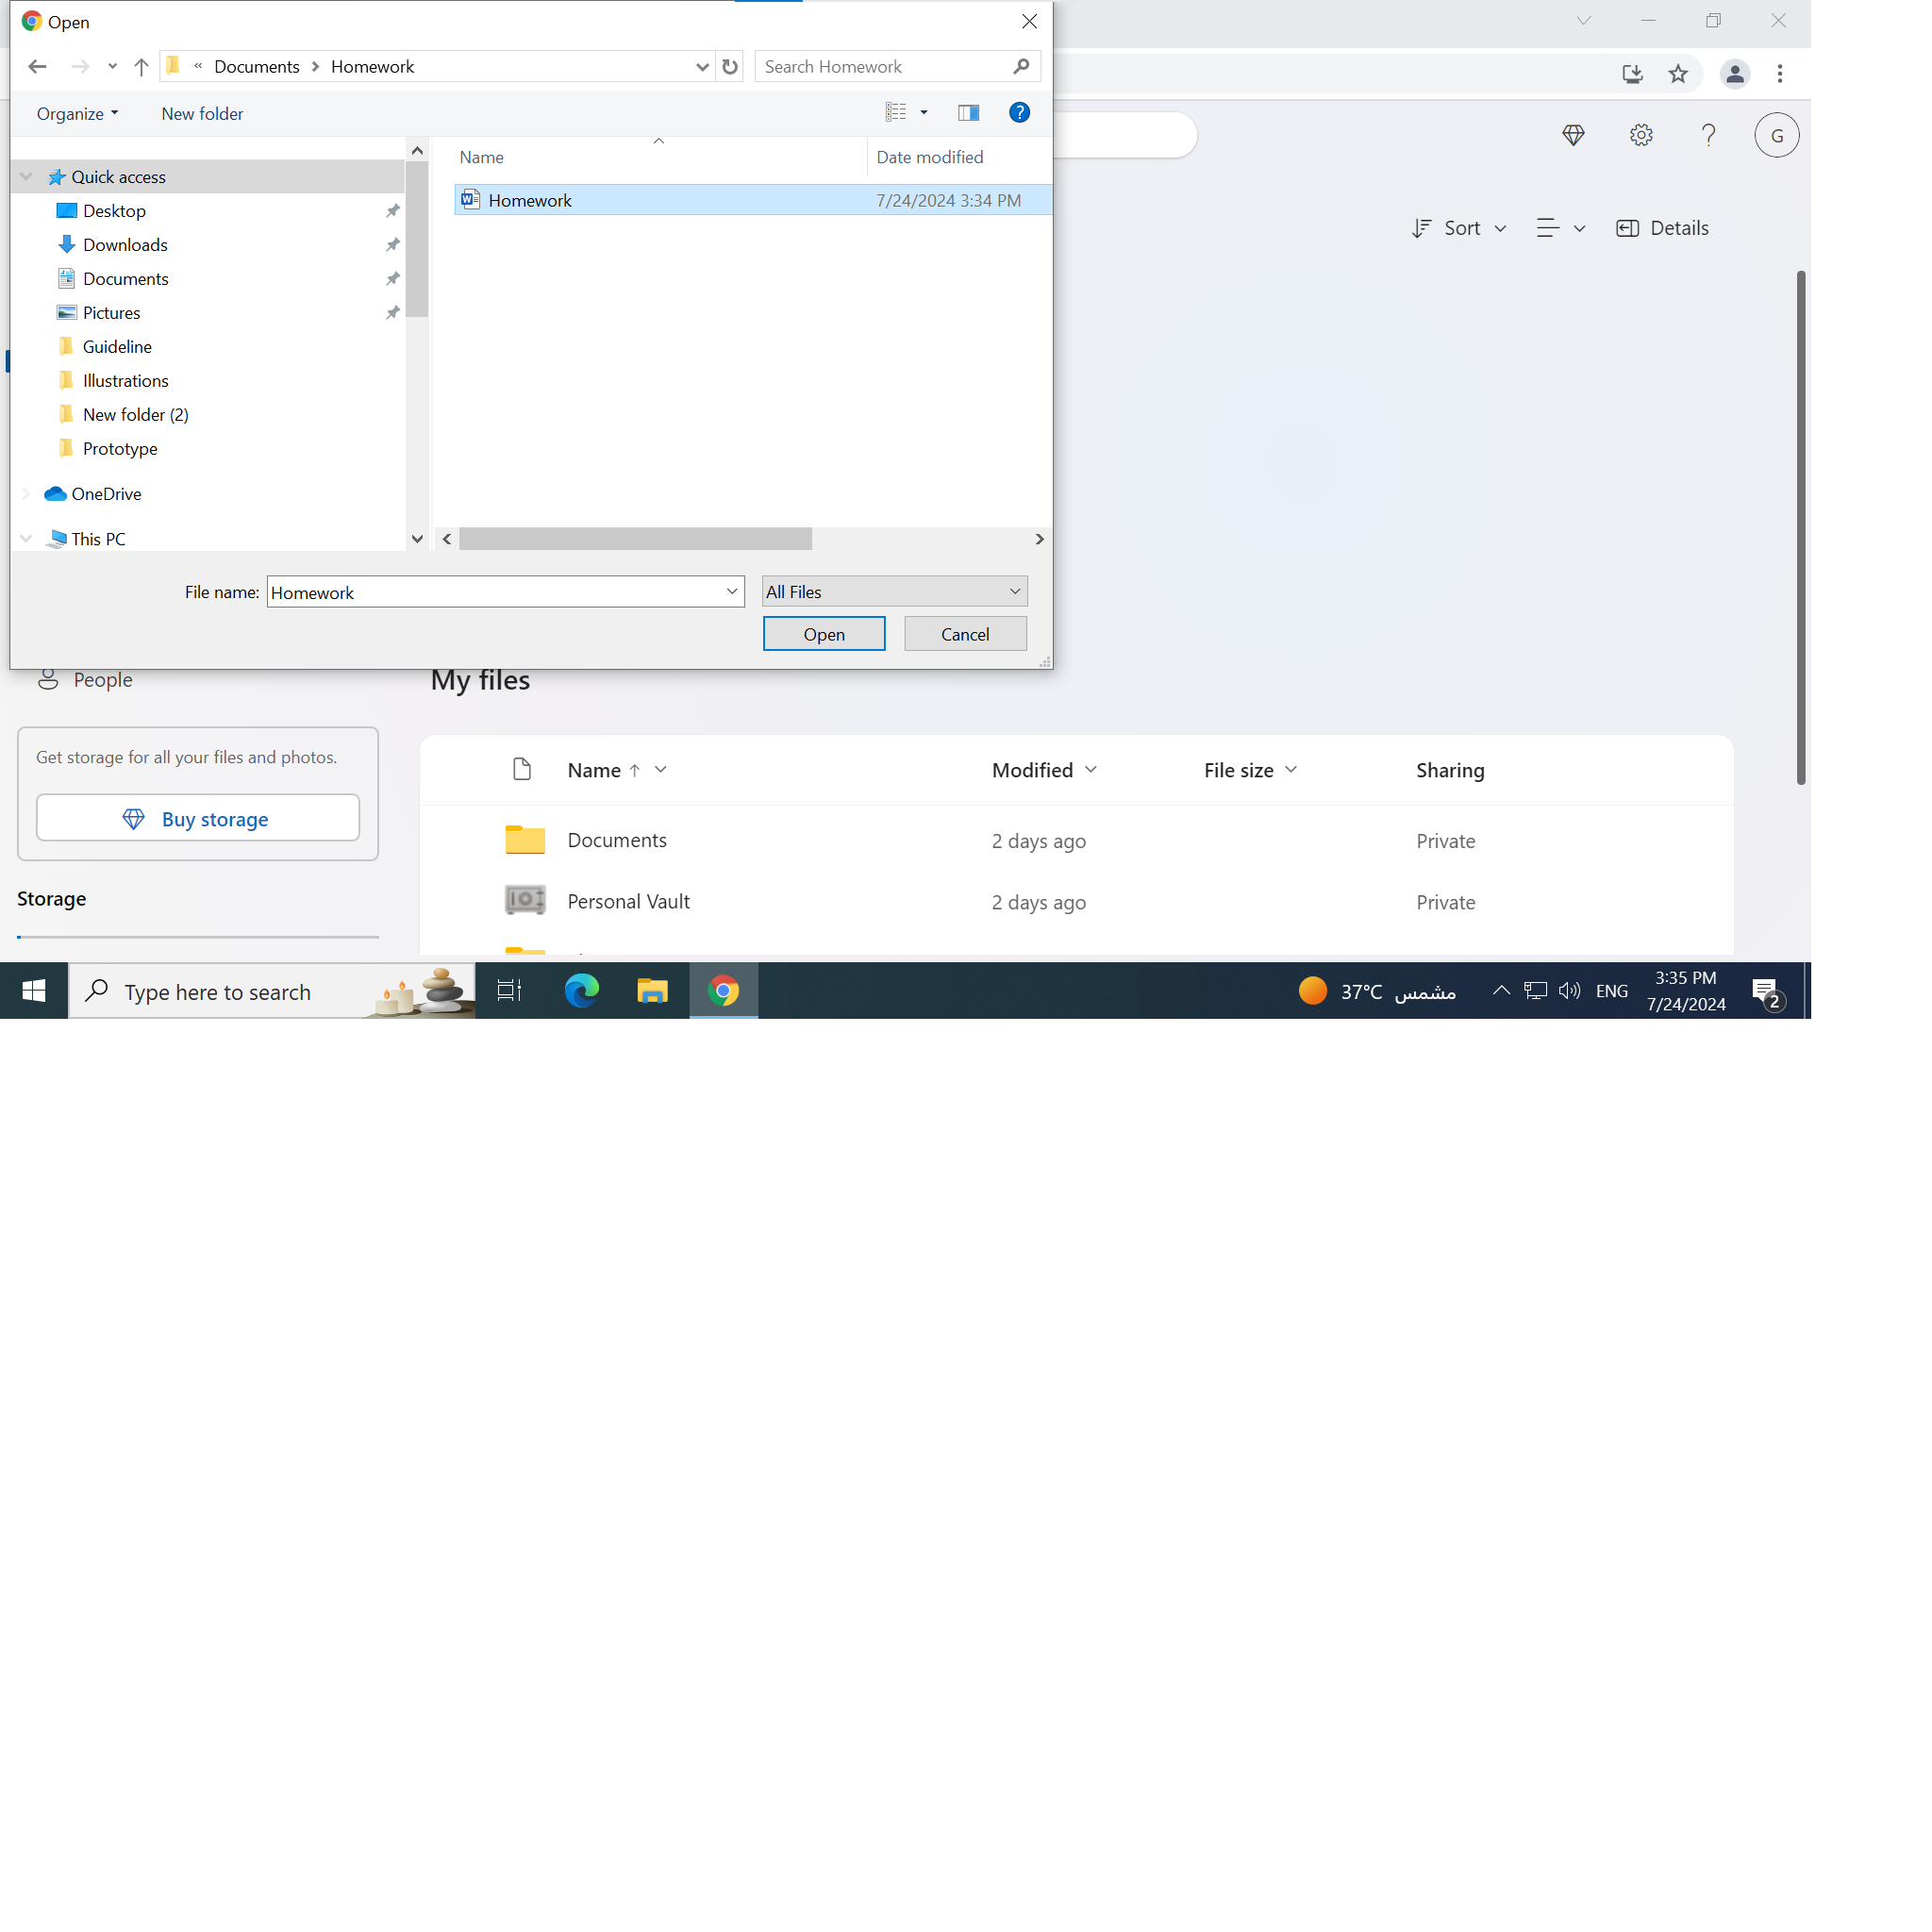 Open
Documents
Homework
Search Homework
Organize
New folder
Name
Date modified
Quick access
Homework
7/24/2024 3:34 PM
Desktop
Downloads
Documents
Pictures
Guideline
Illustrations
New folder (2)
Prototype
OneDrive
This PC
File name:
Homework
All Files
Open
Cancel
G
Sort
Details
People
My files
Get storage for all your files and photos.
Buy storage
Storage
Name
Modified
File size
Sharing
Documents
2 days ago
Private
Personal Vault
2 days ago
Private
Type here to search
37°C مشمس
ENG
3:35 PM
7/24/2024
2